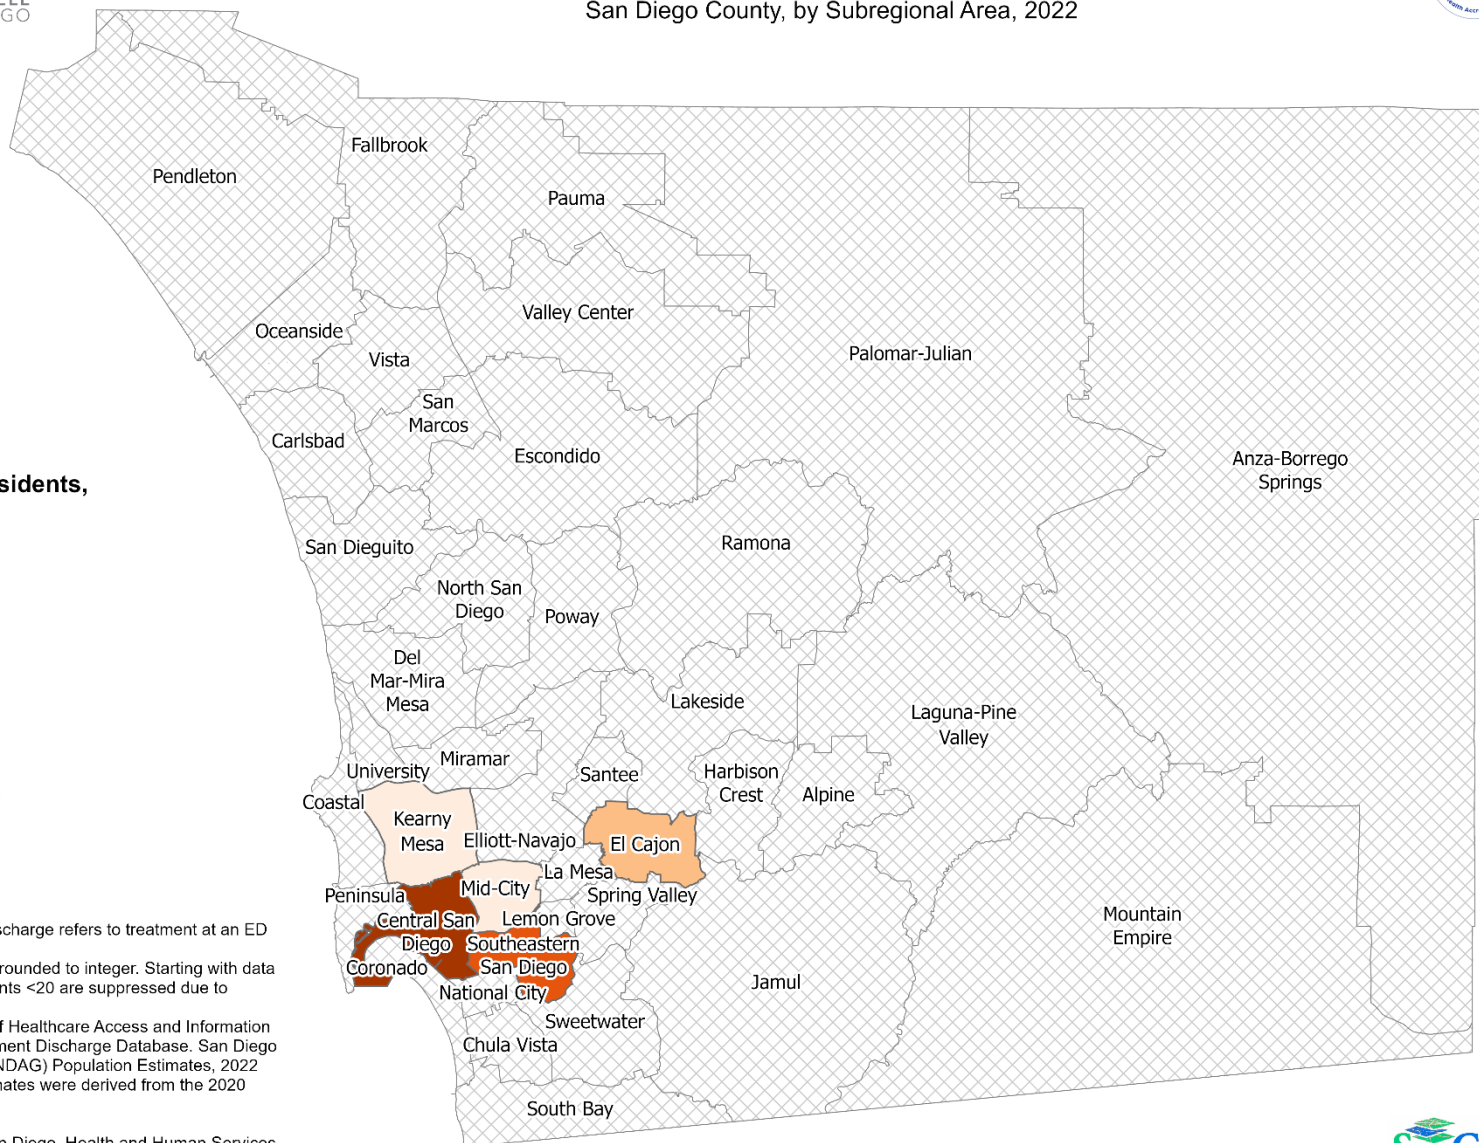 GO
San Diego County, by Subregional Area, 2022
Fallbrook
Pendleton
Pauma
Valley Center
Oceanside
Vista
Palomar-Julian
San
Marcos
Carlsbad
Escondido
Anza-Borrego
Springs
sidents,
San Dieguito
Ramona
North San
Diego
Poway
Del
Mar-Mira
Mesa
Lakeside
Laguna-Pine
Valley
Miramar
University
Santee
Harbison
Crest
Alpine
Coastal
Kearny
Mesa
Elliott-Navajo
El Cajon
La Mesa
Peninsula
Mid-City
Spring Valley
Central San
Diego
Lemon Grove
Mountain
Empire
Southeastern
San Diego
Coronado
National City
Jamul
Sweetwater
Chula Vista
South Bay
scharge refers to treatment at an ED
rounded to integer. Starting with data
nts <20 are suppressed due to
f Healthcare Access and Information
ment Discharge Database. San Diego
NDAG) Population Estimates, 2022
nates were derived from the 2020
n Diego, Health and Human Services